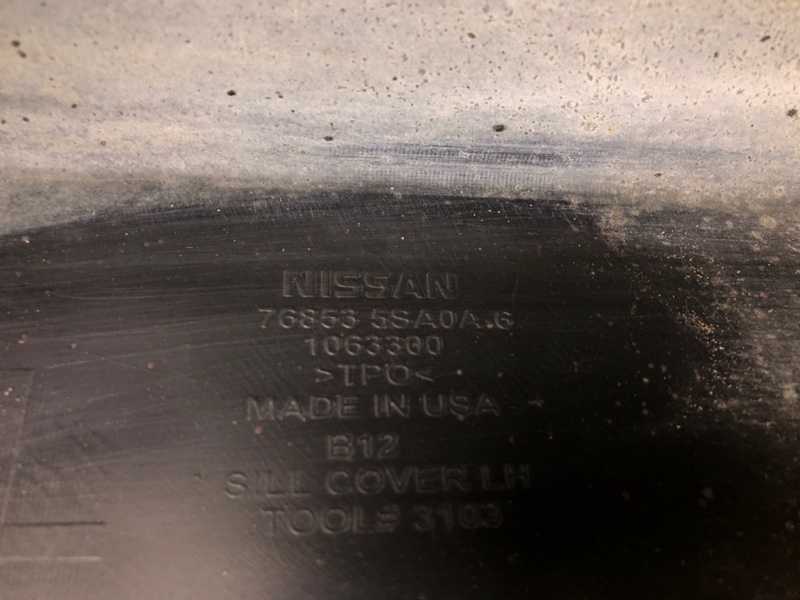 NISSAN
76853 5SA0A.6
1063300
>TPO<
MADE IN USA
B12
SILL COVER LH
TOOL# 3103